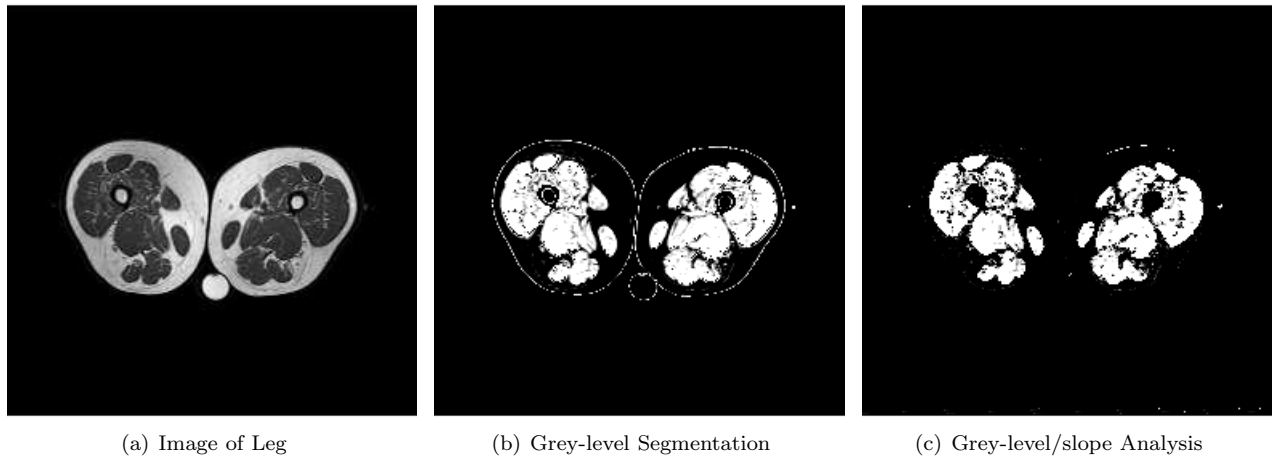 (a) Image of Leg
(b) Grey-level Segmentation
(c) Grey-level/slope Analysis